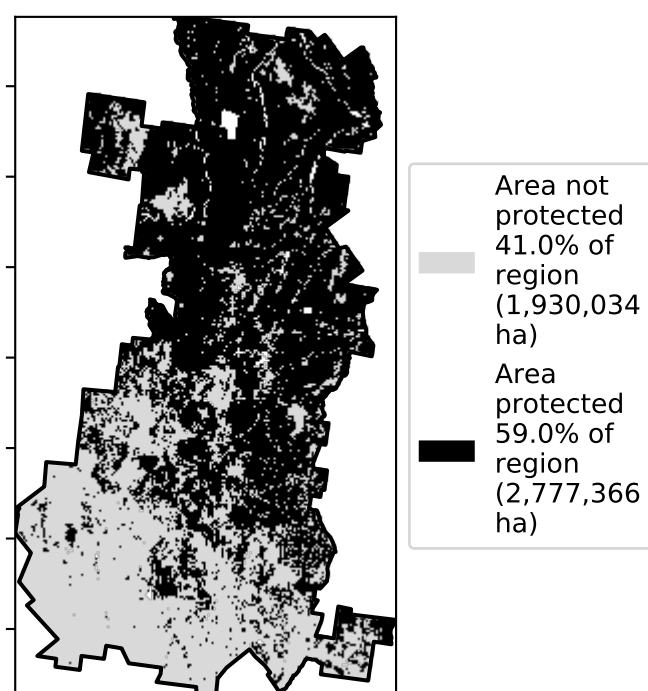 Area not
protected
41.0% of
region
(1,930,034
ha)
Area
protected
59.0% of
region
(2,777,366
ha)